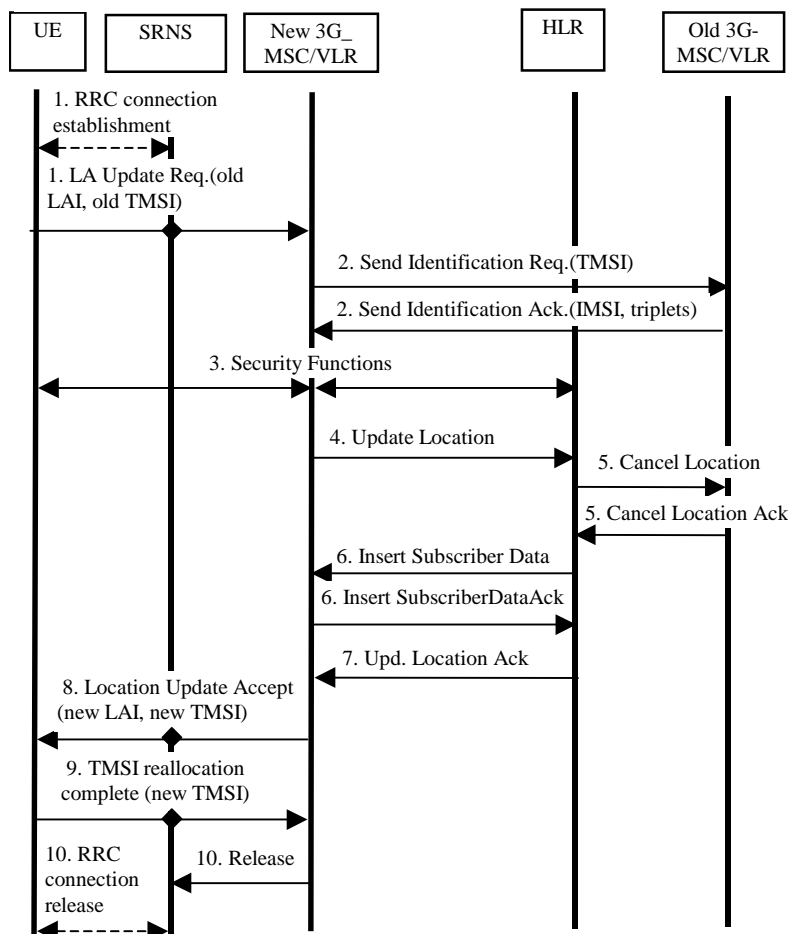 UE
SRNS
New 3G_
MSC/VLR
HLR
Old 3G-
MSC/VLR
1. RRC connection
establishment
1. LA Update Req.(old
LAI, old TMSI)
2. Send Identification Req.(TMSI)
2. Send Identification Ack.(IMSI, triplets)
3. Security Functions
4. Update Location
5. Cancel Location
5. Cancel Location Ack
6. Insert Subscriber Data
6. Insert SubscriberDataAck
7. Upd. Location Ack
8. Location Update Accept
(new LAI, new TMSI)
9. TMSI reallocation
complete (new TMSI)
10. RRC
connection
release
10. Release